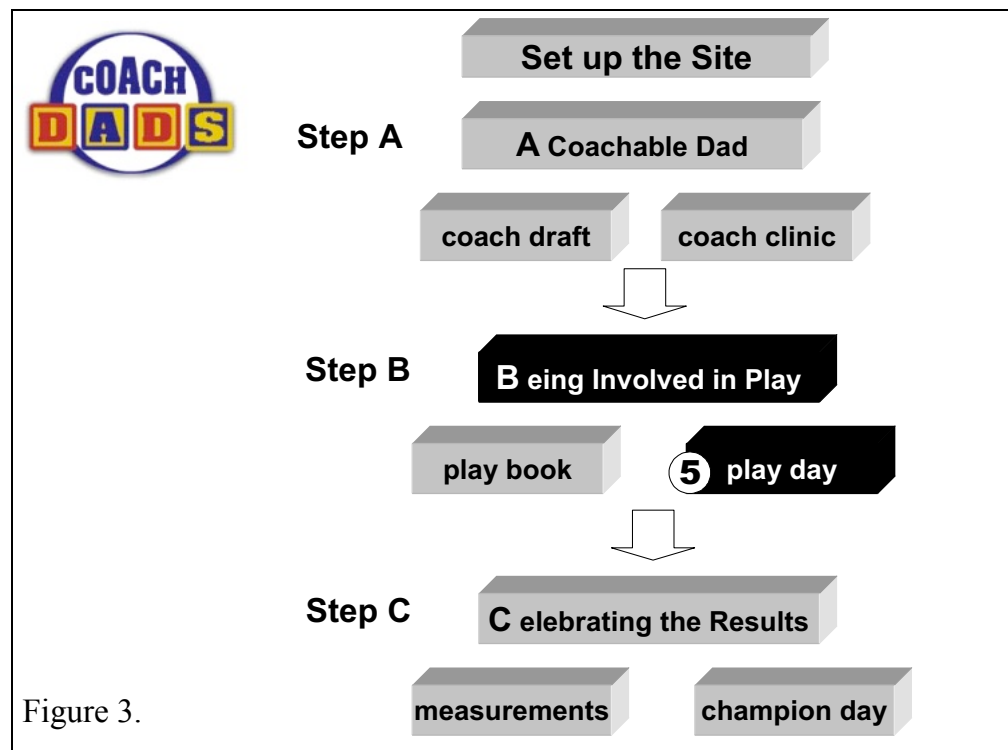 COACH
DADS
Set up the Site
Step A
A Coachable Dad
coach draft
coach clinic
Step B
B eing Involved in Play
play book
5 play day
Step C
C elebrating the Results
measurements
champion day
Figure 3.